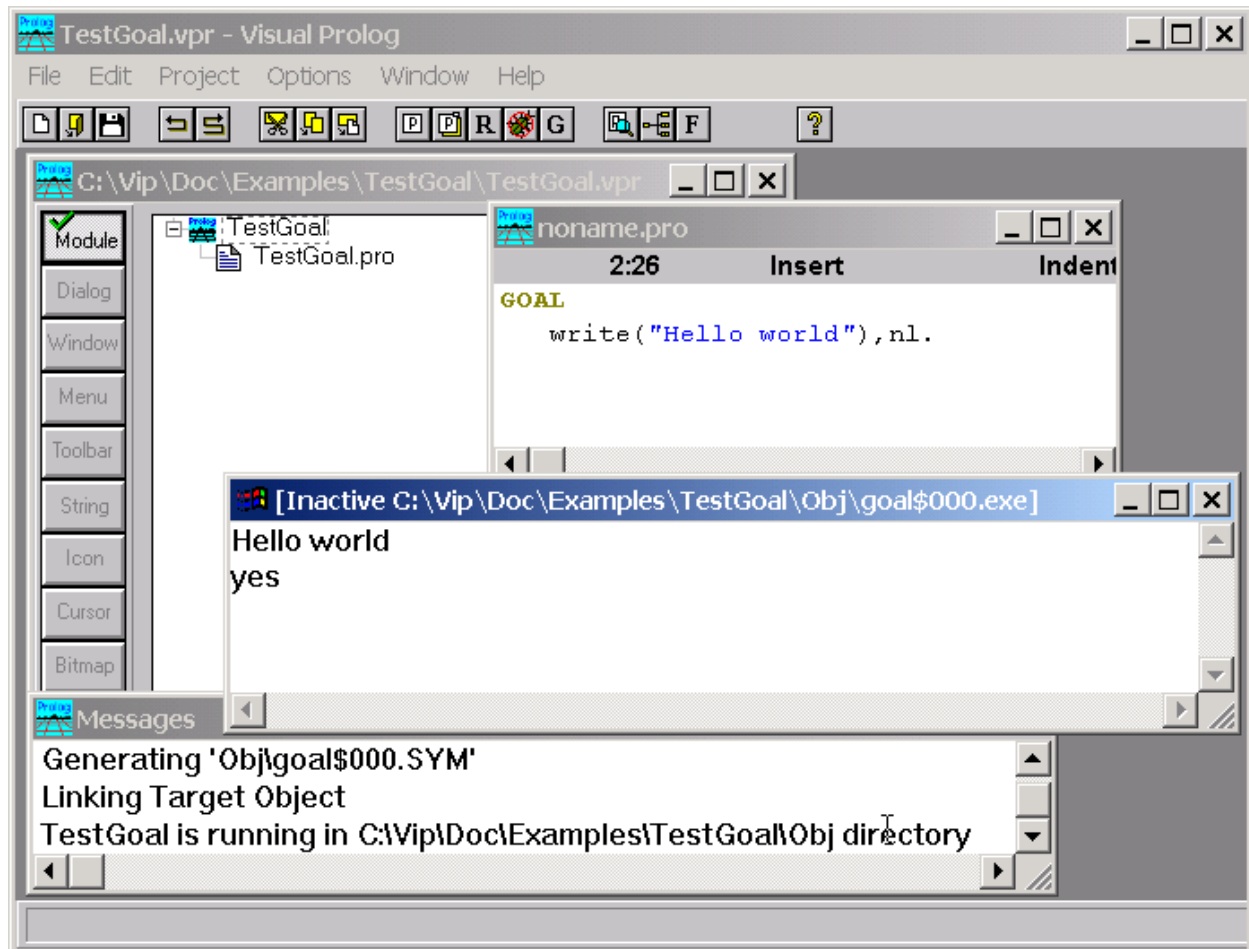 TestGoal.vpr - Visual Prolog
File Edit Project Options Window Help
P P R G F ?
C:\Vip\Doc\Examples\TestGoal\TestGoal.vpr
Module
Dialog
Window
Menu
Toolbar
String
Icon
Cursor
Bitmap
TestGoal
TestGoal.pro
noname.pro
2:26 Insert Indent
GOAL
write("Hello world"),nl.
[Inactive C:\Vip\Doc\Examples\TestGoal\Obj\goal$000.exe]
Hello world
yes
Messages
Generating 'Obj\goal$000.SYM'
Linking Target Object
TestGoal is running in C:\Vip\Doc\Examples\TestGoal\Obj directory